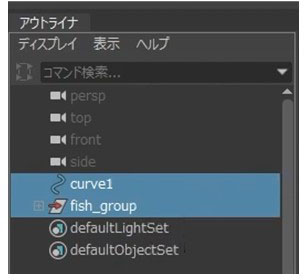 アウトライナ
ディスプレイ 表示 ヘルプ
コマンド検索...
persp
top
front
side
curve1
fish_group
defaultLightSet
defaultObjectSet